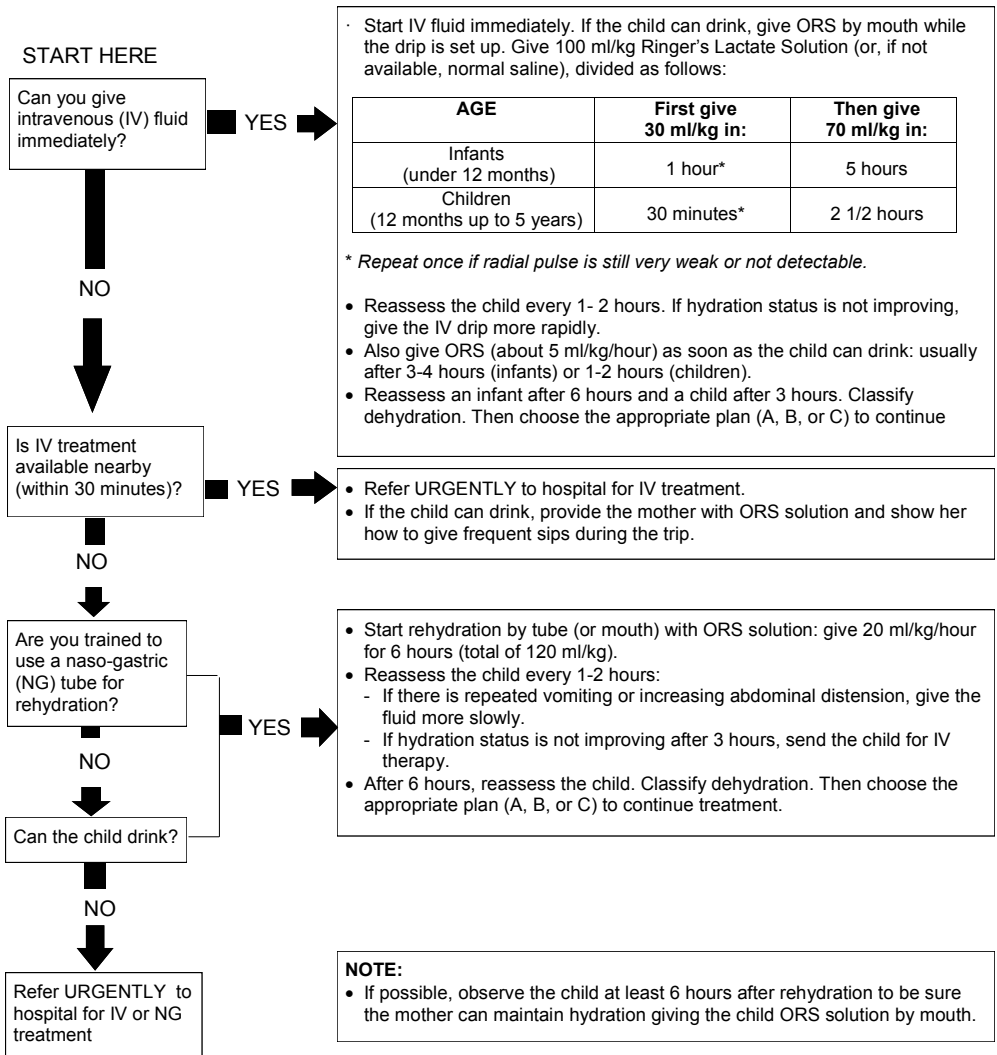 START HERE
Can you give
intravenous (IV) fluid
immediately?
YES
· Start IV fluid immediately. If the child can drink, give ORS by mouth while
the drip is set up. Give 100 ml/kg Ringer's Lactate Solution (or, if not
available, normal saline), divided as follows:
AGE First give Then give
30 ml/kg in: 70 ml/kg in:
Infants
(under 12 months) 1 hour* 5 hours
Children
(12 months up to 5 years) 30 minutes* 2 1/2 hours
* Repeat once if radial pulse is still very weak or not detectable.
• Reassess the child every 1- 2 hours. If hydration status is not improving,
give the IV drip more rapidly.
• Also give ORS (about 5 ml/kg/hour) as soon as the child can drink: usually
after 3-4 hours (infants) or 1-2 hours (children).
• Reassess an infant after 6 hours and a child after 3 hours. Classify
dehydration. Then choose the appropriate plan (A, B, or C) to continue
NO
Is IV treatment
available nearby
(within 30 minutes)?
YES
• Refer URGENTLY to hospital for IV treatment.
• If the child can drink, provide the mother with ORS solution and show her
how to give frequent sips during the trip.
NO
Are you trained to
use a naso-gastric
(NG) tube for
rehydration?
YES
• Start rehydration by tube (or mouth) with ORS solution: give 20 ml/kg/hour
for 6 hours (total of 120 ml/kg).
• Reassess the child every 1-2 hours:
- If there is repeated vomiting or increasing abdominal distension, give the
fluid more slowly.
- If hydration status is not improving after 3 hours, send the child for IV
therapy.
• After 6 hours, reassess the child. Classify dehydration. Then choose the
appropriate plan (A, B, or C) to continue treatment.
NO
Can the child drink?
NO
Refer URGENTLY to
hospital for IV or NG
treatment
NOTE:
• If possible, observe the child at least 6 hours after rehydration to be sure
the mother can maintain hydration giving the child ORS solution by mouth.